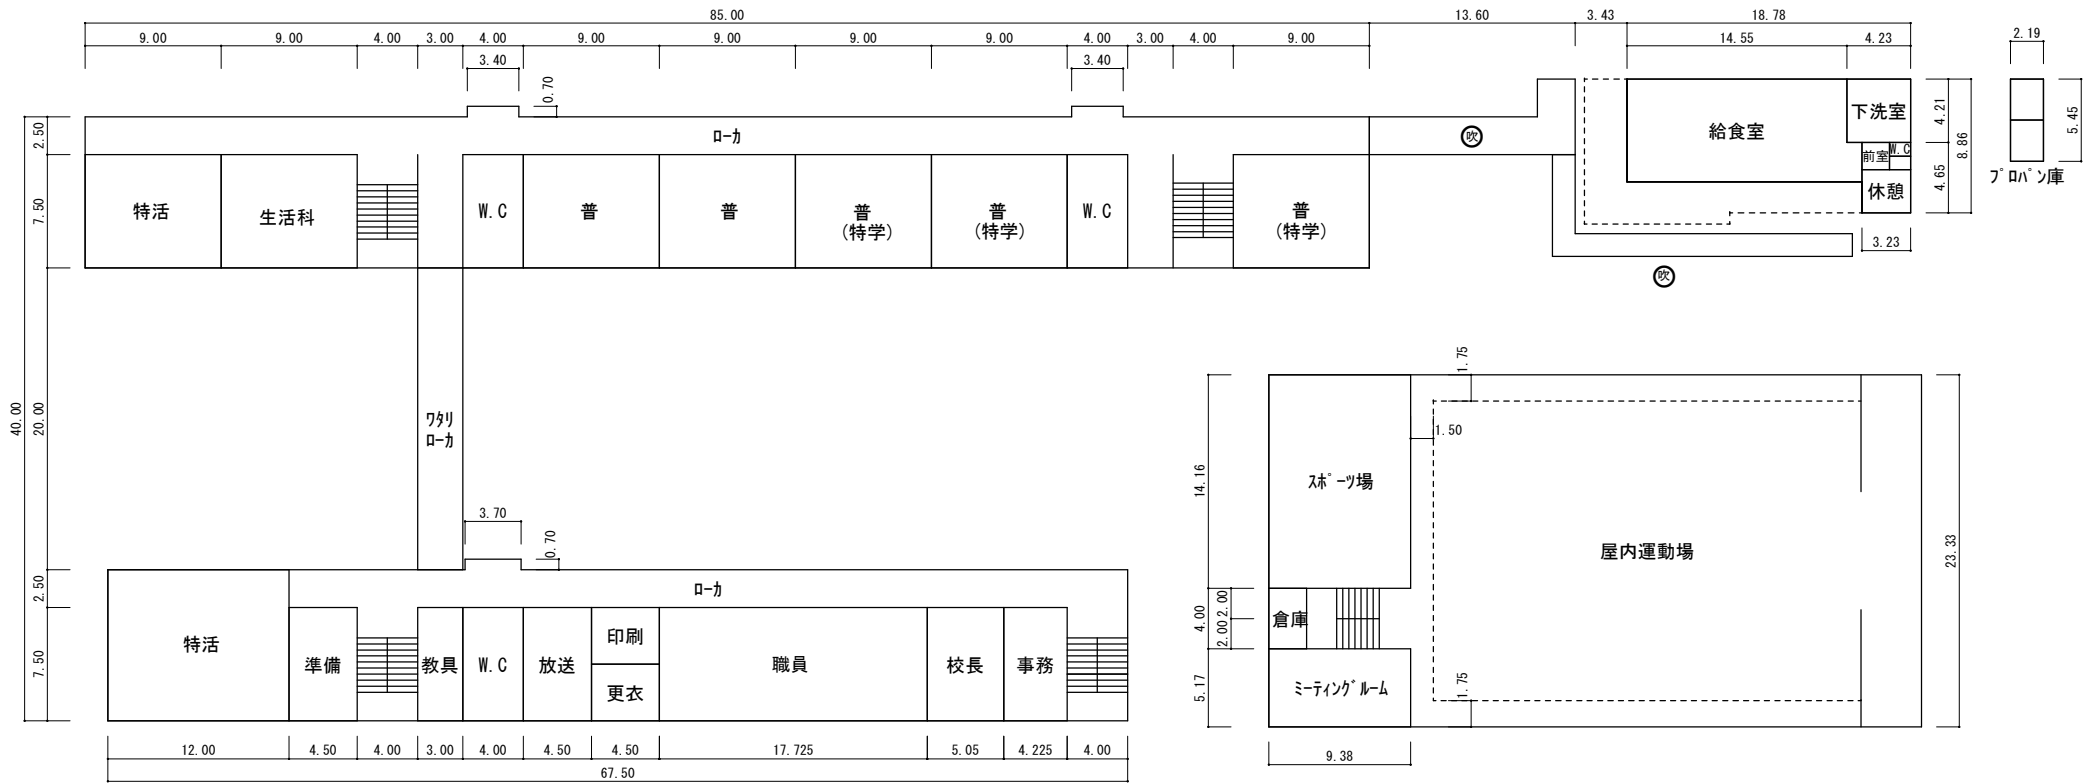 85.00 13.60 3.43 18.78
9.00 9.00 4.00 3.00 4.00 9.00 9.00 9.00 9.00 4.00 3.00 4.00 9.00 14.55 4.23 2.19
3.40 3.40
0.70
2.50 ﾛｰｶ 吹 給食室 下洗室 4.21 8.86 5.45
前室 W.C
休憩 4.65 ﾌﾟﾛﾊﾟﾝ庫
7.50 特活 生活科 W.C 普 普 普 普 W.C 普
(特学) (特学) (特学)
3.23
吹
40.00 20.00 ﾜﾀﾘ
ﾛｰｶ
1.75
1.50
14.16 ｽﾎﾟｰﾂ場
3.70
0.70
屋内運動場 23.33
2.50 ﾛｰｶ
4.00 2.00 2.00 倉庫
7.50 特活 準備 教具 W.C 放送 印刷 職員 校長 事務
更衣
5.17 ﾐｰﾃｨﾝｸﾞﾙｰﾑ 1.75
12.00 4.50 4.00 3.00 4.00 4.50 4.50 17.725 5.05 4.225 4.00 9.38
67.50